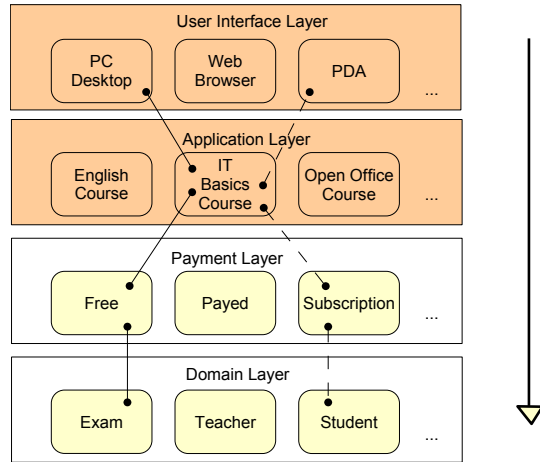 User Interface Layer
PC
Desktop
Web
Browser
PDA
...
Application Layer
English
Course
IT
Basics
Course
Open Office
Course
...
Payment Layer
Free
Payed
Subscription
...
Domain Layer
Exam
Teacher
Student
...